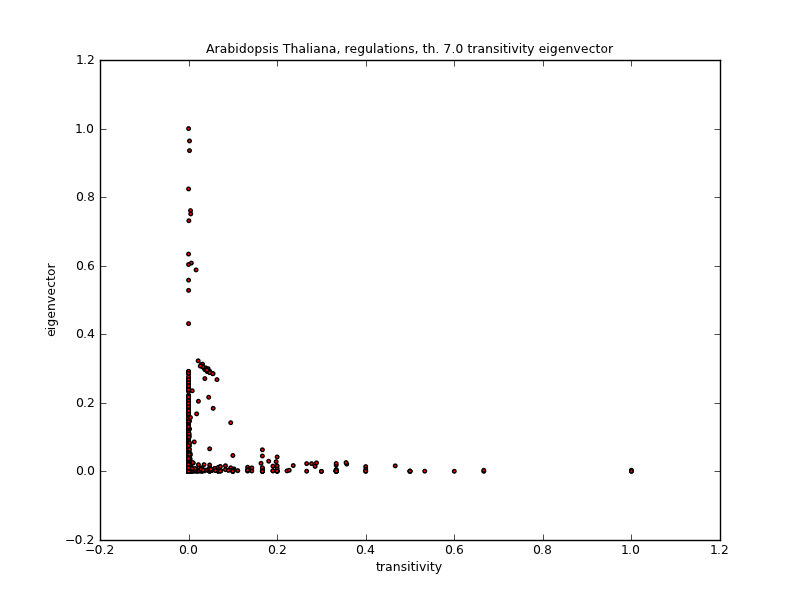 Arabidopsis Thaliana, regulations, th. 7.0 transitivity eigenvector
1.2
1.0
0.8
0.6
0.4
0.2
0.0
−0.2
eigenvector
−0.2 0.0 0.2 0.4 0.6 0.8 1.0 1.2
transitivity